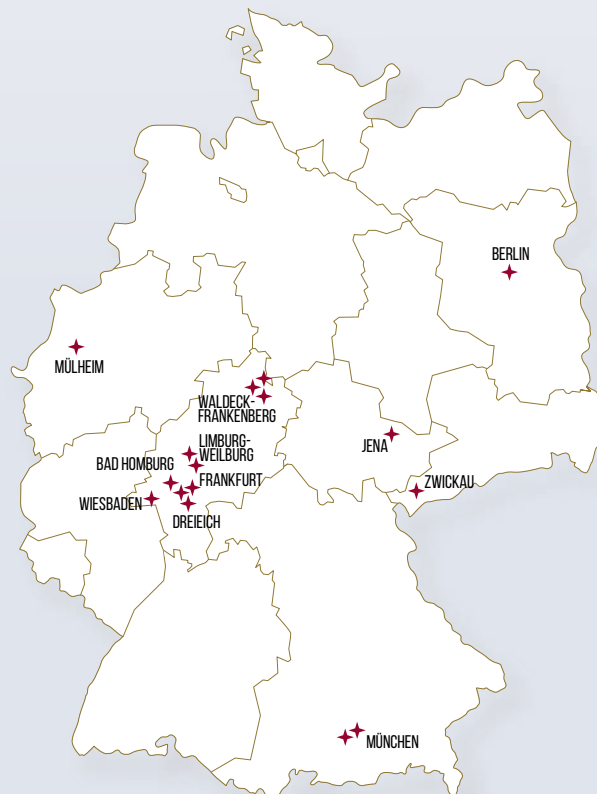 BERLIN
MÜLHEIM
WALDECK-
FRANKENBERG
LIMBURG-
WEILBURG
JENA
BAD HOMBURG
FRANKFURT
ZWICKAU
WIESBADEN
DREIEICH
MÜNCHEN